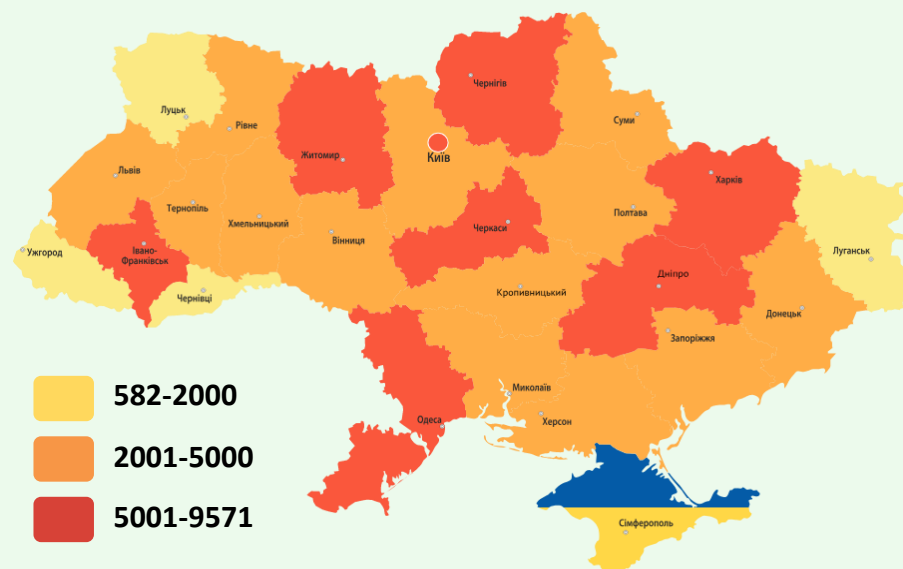 Чернігів
Луцьк
Рівне
Суми
Житомир
Київ
Львів
Харків
Тернопіль
Хмельницький
Черкаси
Полтава
Вінниця
Ужгород
Івано-
Франківськ
Луганськ
Чернівці
Кропивницький
Дніпро
Донецьк
Запоріжжя
Миколаїв
Одеса
Херсон
Сімферополь
582-2000
2001-5000
5001-9571